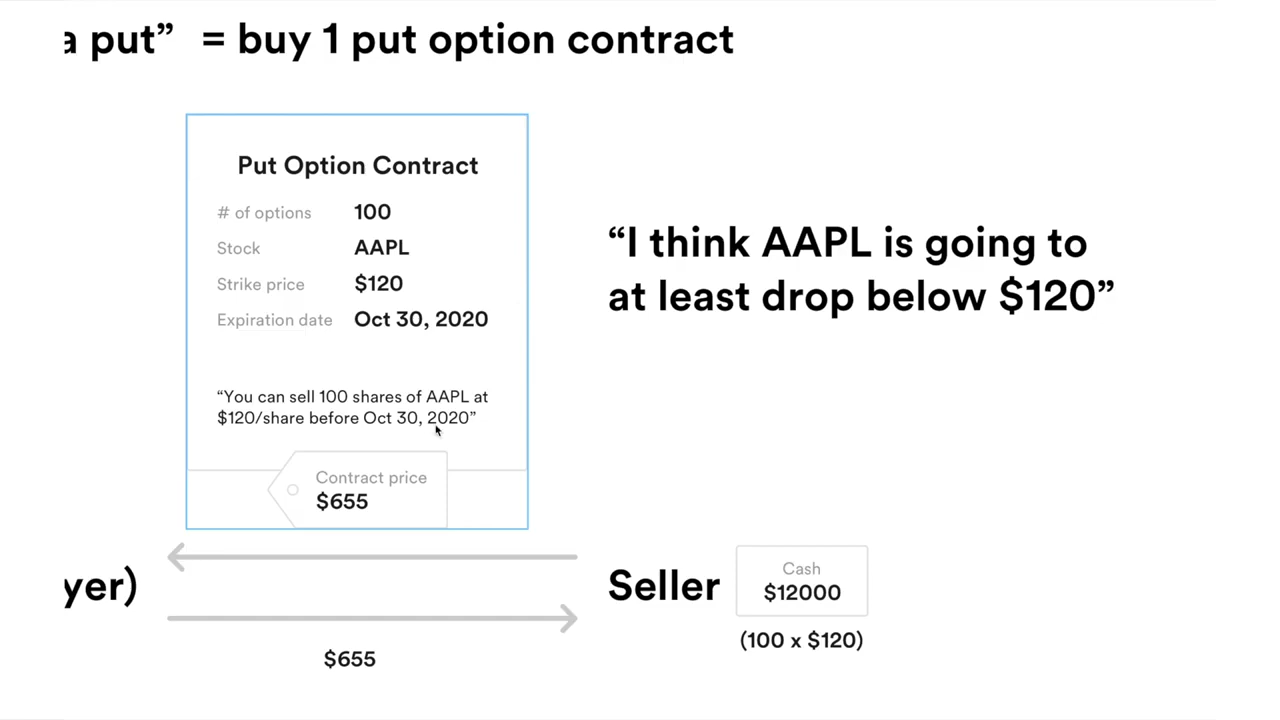 a put” = buy 1 put option contract
Put Option Contract
# of options 100
Stock AAPL
Strike price $120
Expiration date Oct 30, 2020
“You can sell 100 shares of AAPL at
$120/share before Oct 30, 2020”
Contract price
$655
“I think AAPL is going to
at least drop below $120”
yer)
$655
Seller
Cash
$12000
(100 x $120)